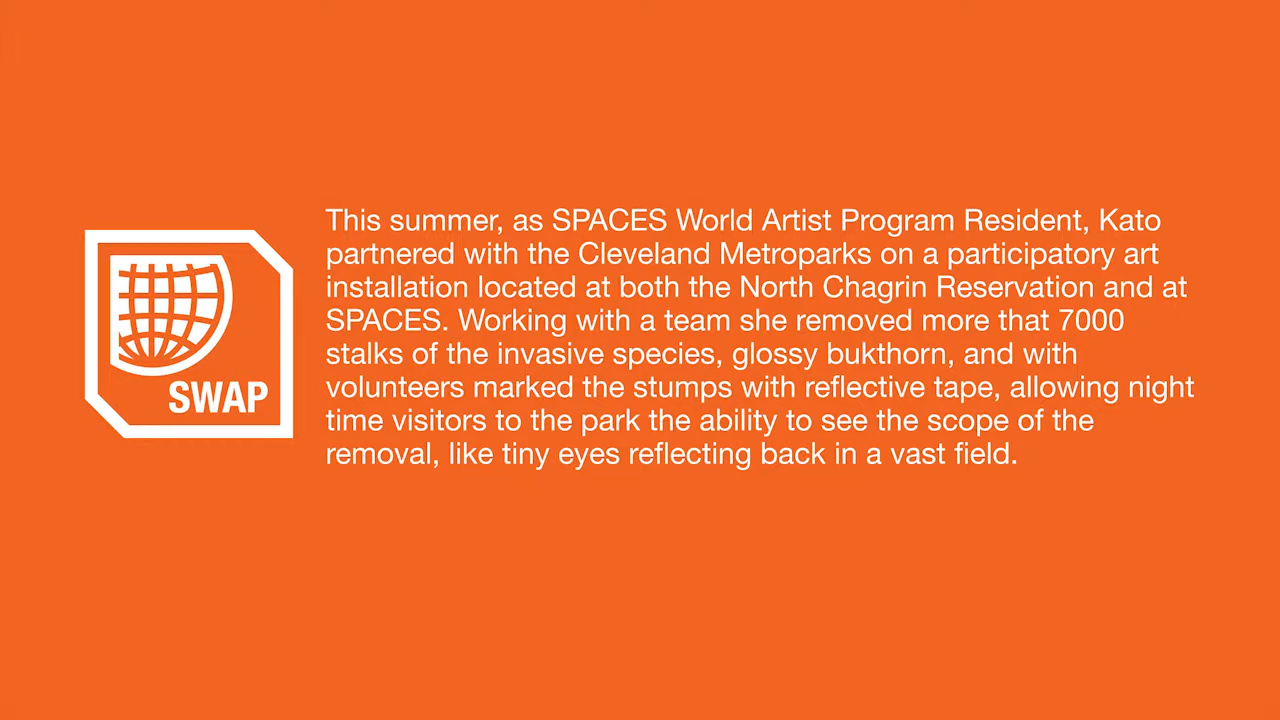 This summer, as SPACES World Artist Program Resident, Kato
partnered with the Cleveland Metroparks on a participatory art
installation located at both the North Chagrin Reservation and at
SPACES. Working with a team she removed more that 7000
stalks of the invasive species, glossy bukthorn, and with
volunteers marked the stumps with reflective tape, allowing night
time visitors to the park the ability to see the scope of the
removal, like tiny eyes reflecting back in a vast field.
SWAP